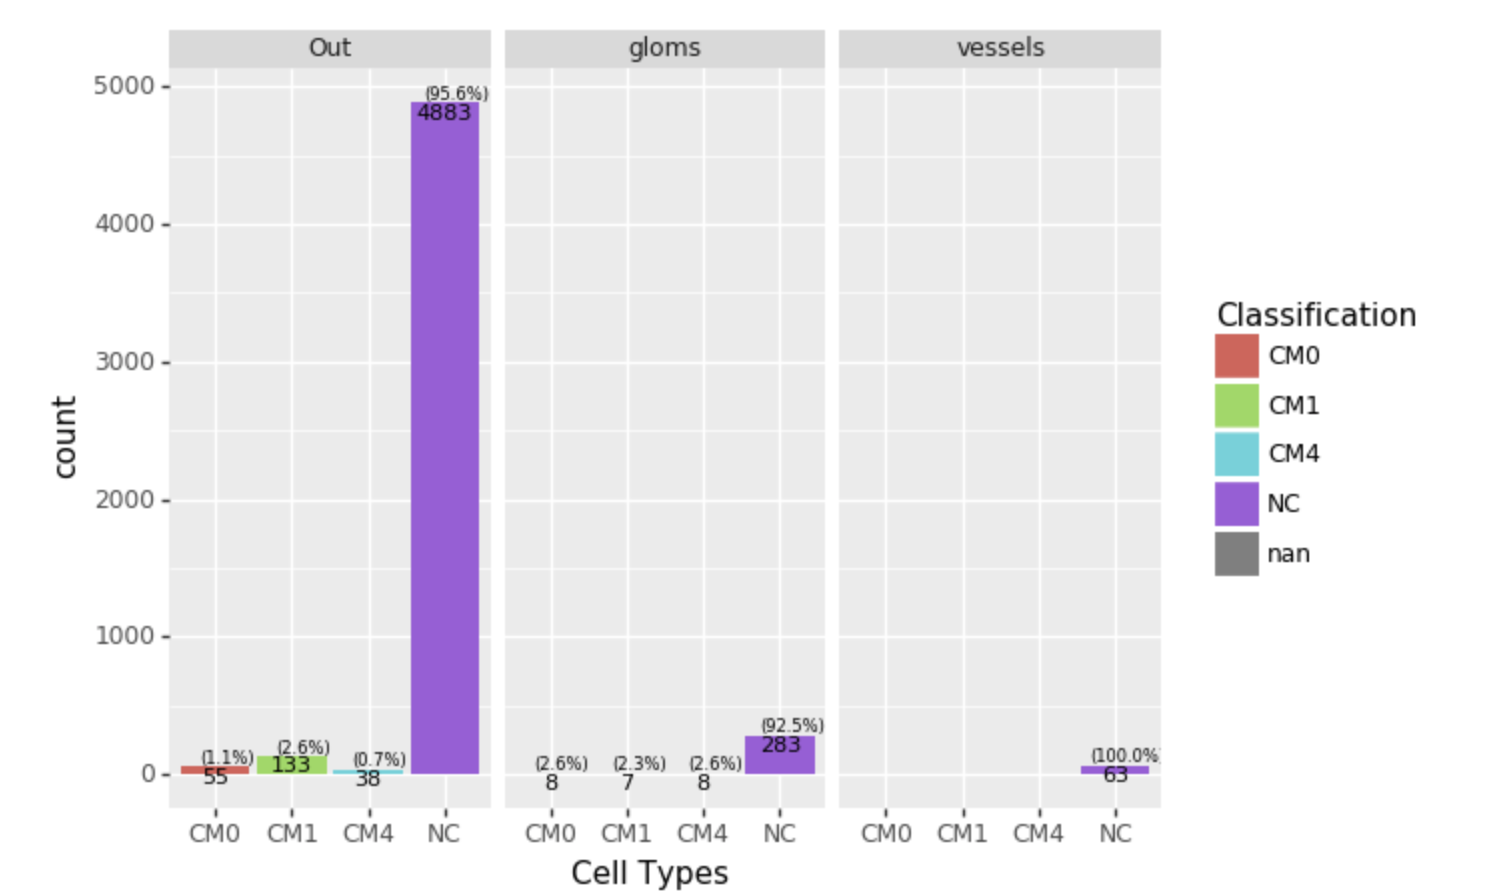 Out
gloms
vessels
5000
4000
3000
2000
1000
0
count
(95.6%)
4883
(1.1%)
55
(2.6%)
133
(0.7%)
38
(2.6%)
8
(2.3%)
7
(2.6%)
8
(92.5%)
283
(100.0%
63
CM0 CM1 CM4 NC
CM0 CM1 CM4 NC
CM0 CM1 CM4 NC
Cell Types
Classification
CM0
CM1
CM4
NC
nan